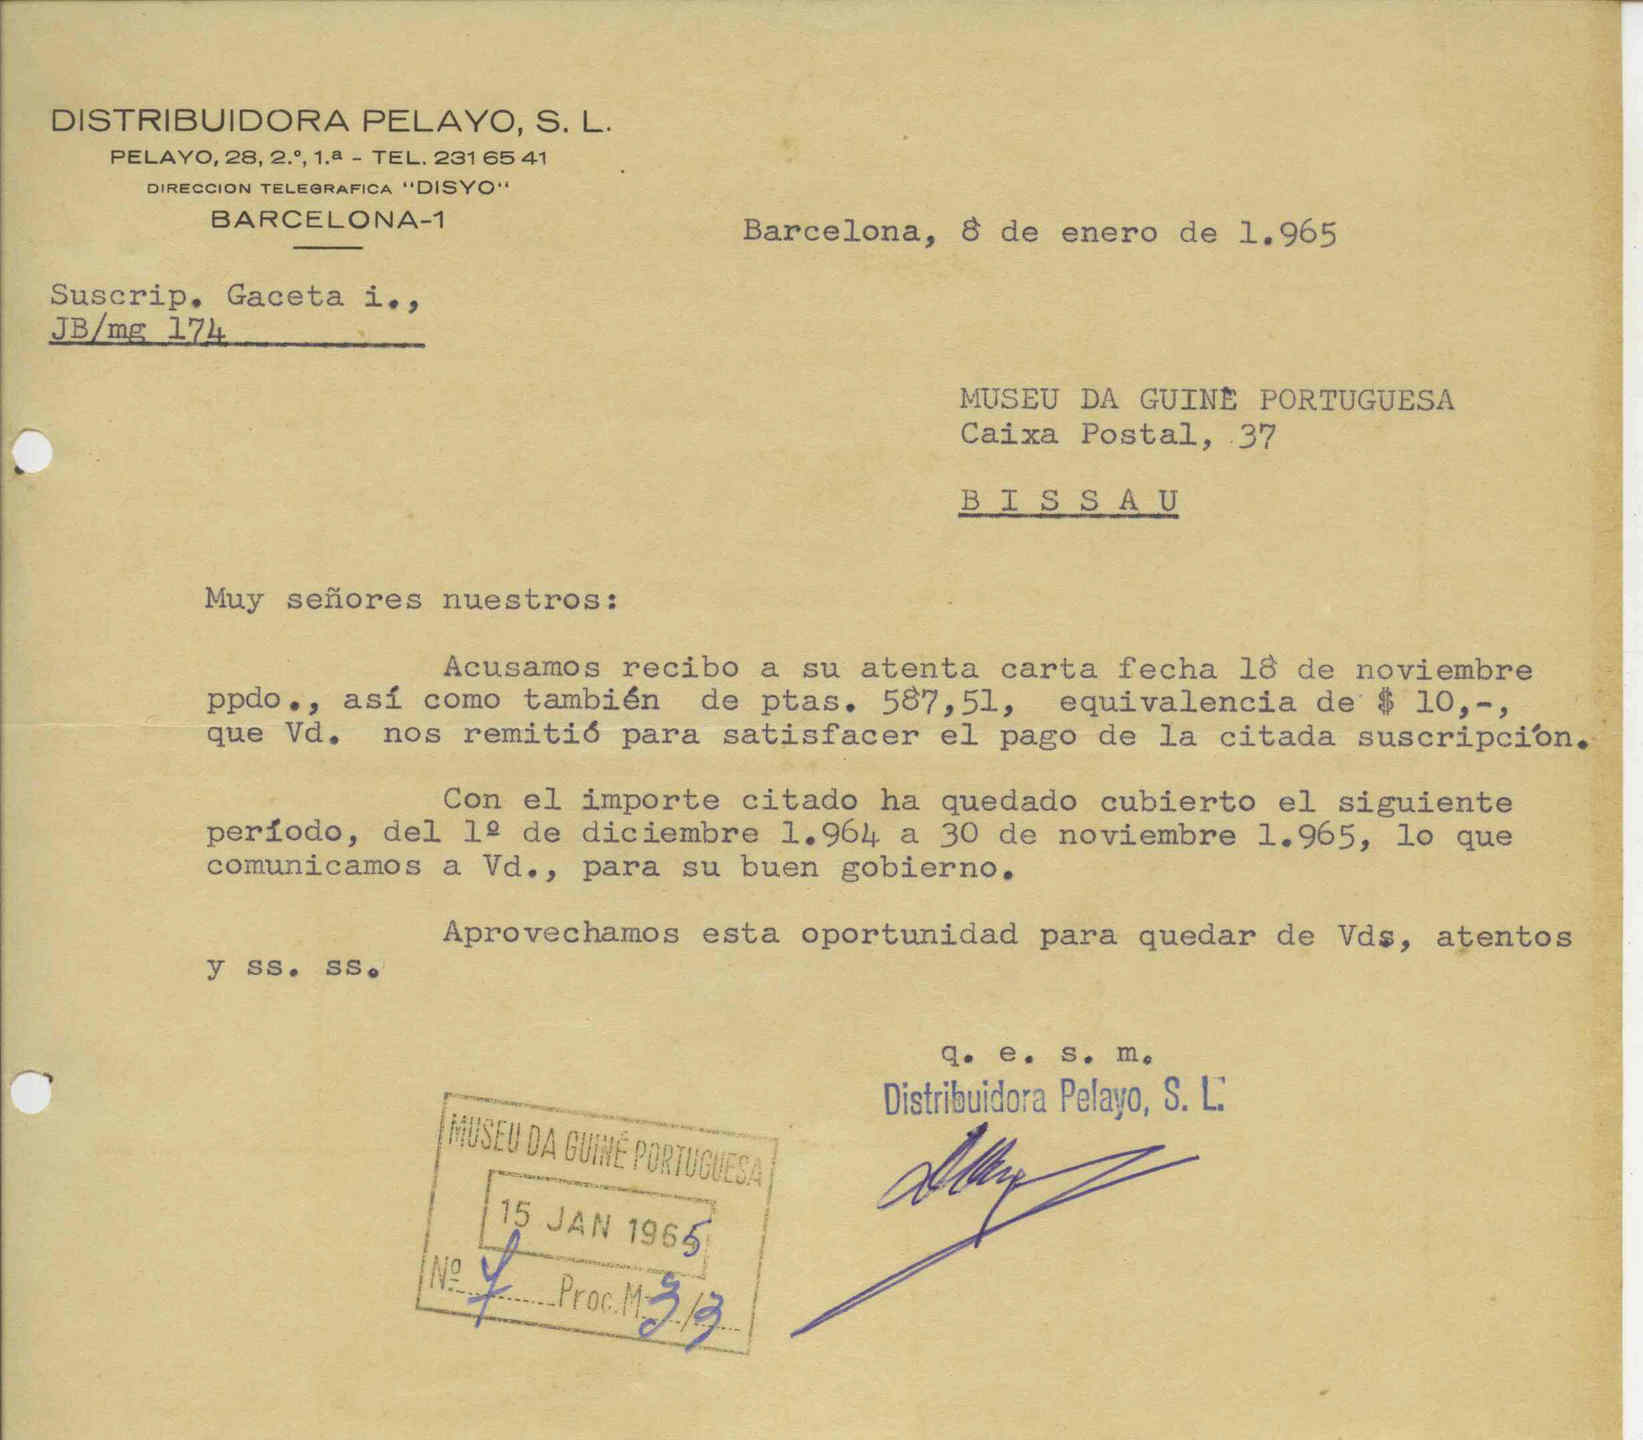 DISTRIBUIDORA PELAYO, S. L.
PELAYO, 28, 2.º, 1.ª - TEL. 231 65 41
DIRECCION TELEGRAFICA "DISYO"
BARCELONA-1
Barcelona, 8 de enero de 1.965
Suscrip. Gaceta i.,
JB/mg 174
MUSEU DA GUINÈ PORTUGUESA
Caixa Postal, 37
B I S S A U
Muy señores nuestros:
Acusamos recibo a su atenta carta fecha 18 de noviembre
ppdo., así como también de ptas. 587,51, equivalencia de $ 10,-,
que Vd. nos remitió para satisfacer el pago de la citada suscripción.
Con el importe citado ha quedado cubierto el siguiente
período, del 1º de diciembre 1.964 a 30 de noviembre 1.965, lo que
comunicamos a Vd., para su buen gobierno.
Aprovechamos esta oportunidad para quedar de Vds, atentos
y ss. ss.
q. e. s. m.
Distribuidora Pelayo, S. L.
MUSEU DA GUINÉ PORTUGUESA
15 JAN 1965
Nº Proc. M 3/3